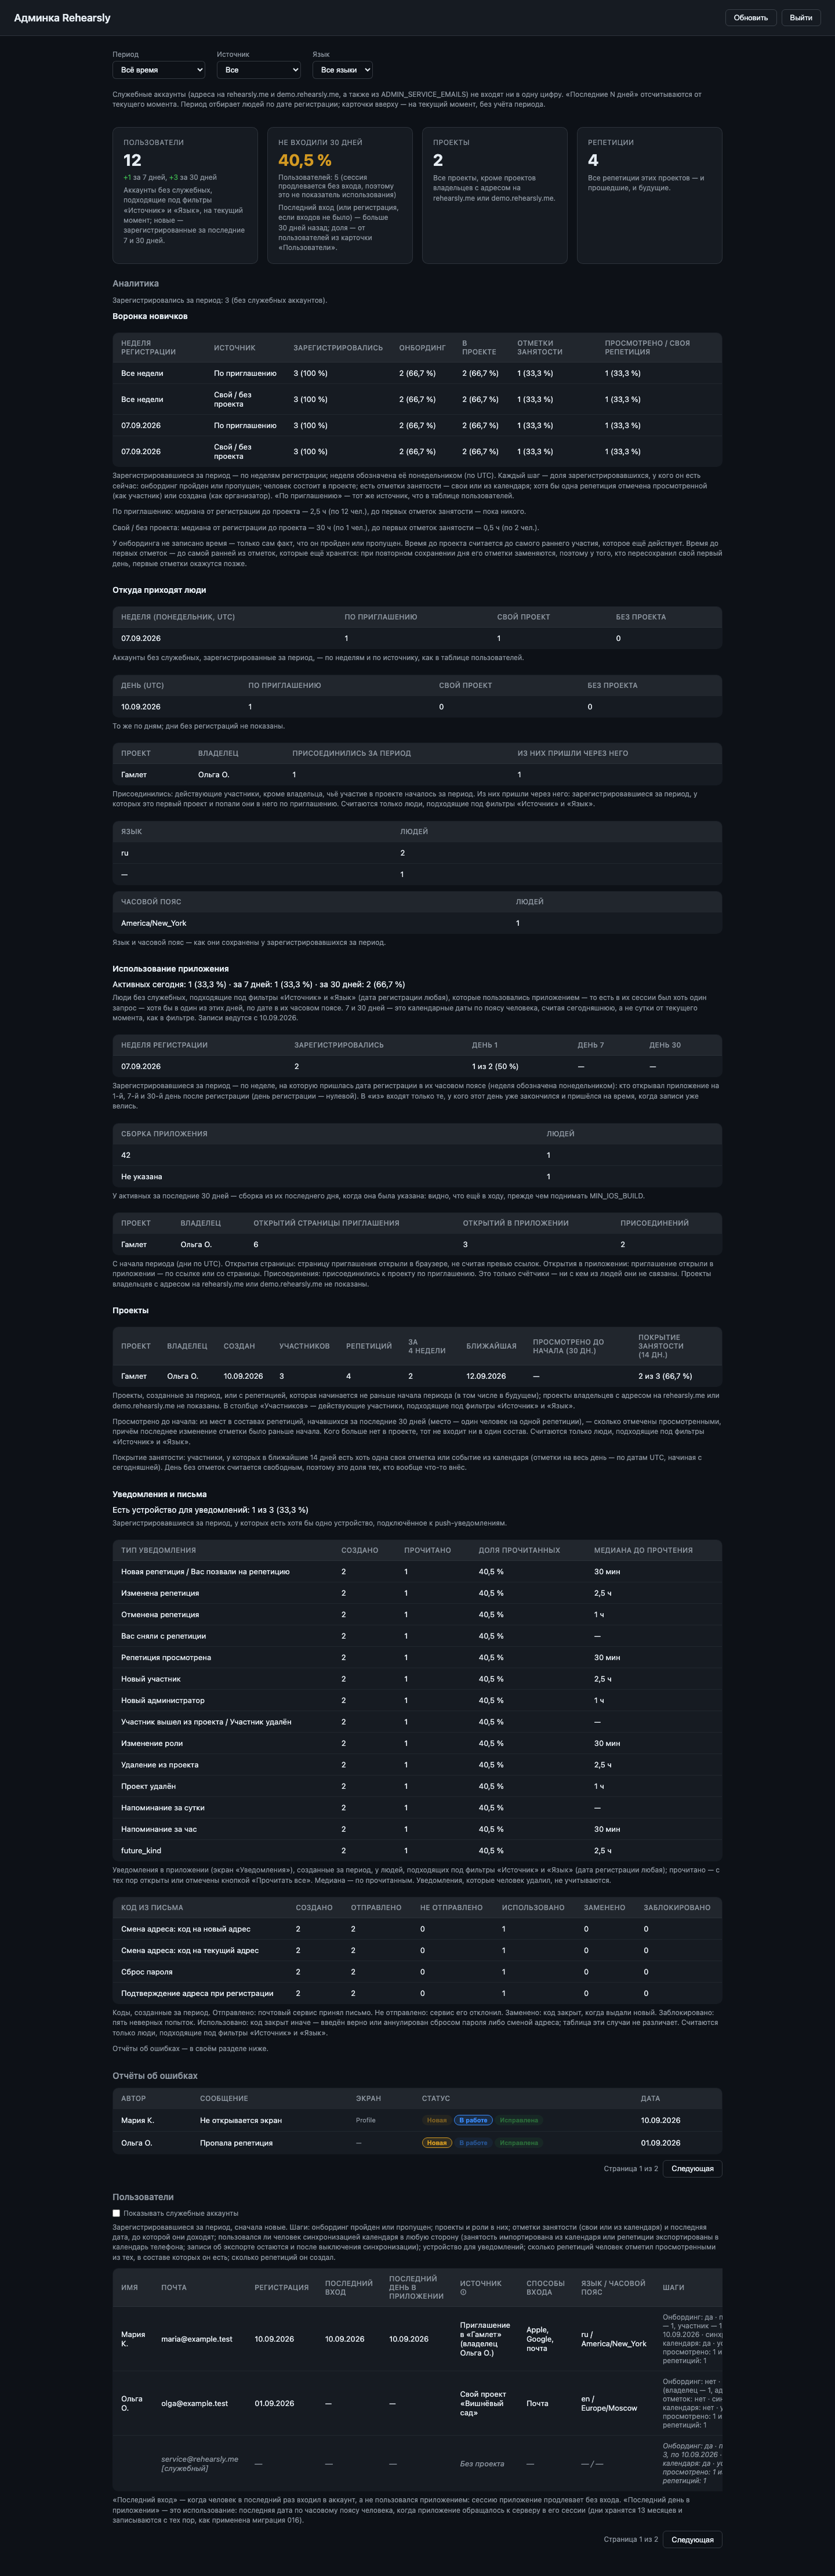 Админка Rehearsly
Обновить Выйти
Период Источник Язык
Всё время Все Все языки
Служебные аккаунты (адреса на rehearsly.me и demo.rehearsly.me, а также из ADMIN_SERVICE_EMAILS) не входят ни в одну цифру. «Последние N дней» отсчитываются от
текущего момента. Период отбирает людей по дате регистрации; карточки вверху — на текущий момент, без учёта периода.
ПОЛЬЗОВАТЕЛИ
12
+1 за 7 дней, +3 за 30 дней
Аккаунты без служебных,
подходящие под фильтры
«Источник» и «Язык», на текущий
момент; новые —
зарегистрированные за последние
7 и 30 дней.
НЕ ВХОДИЛИ 30 ДНЕЙ
40,5 %
Пользователей: 5 (сессия
продлевается без входа, поэтому
это не показатель использования)
Последний вход (или регистрация,
если входов не было) — больше
30 дней назад; доля — от
пользователей из карточки
«Пользователи».
ПРОЕКТЫ
2
Все проекты, кроме проектов
владельцев с адресом на
rehearsly.me или demo.rehearsly.me.
РЕПЕТИЦИИ
4
Все репетиции этих проектов — и
прошедшие, и будущие.
Аналитика
Зарегистрировались за период: 3 (без служебных аккаунтов).
Воронка новичков
НЕДЕЛЯ РЕГИСТРАЦИИ ИСТОЧНИК ЗАРЕГИСТРИРОВАЛИСЬ ОНБОРДИНГ В ПРОЕКТЕ ОТМЕТКИ ЗАНЯТОСТИ ПРОСМОТРЕНО / СВОЯ РЕПЕТИЦИЯ
Все недели По приглашению 3 (100 %) 2 (66,7 %) 2 (66,7 %) 1 (33,3 %) 1 (33,3 %)
Все недели Свой / без проекта 3 (100 %) 2 (66,7 %) 2 (66,7 %) 1 (33,3 %) 1 (33,3 %)
07.09.2026 По приглашению 3 (100 %) 2 (66,7 %) 2 (66,7 %) 1 (33,3 %) 1 (33,3 %)
07.09.2026 Свой / без проекта 3 (100 %) 2 (66,7 %) 2 (66,7 %) 1 (33,3 %) 1 (33,3 %)
Зарегистрировавшиеся за период — по неделям регистрации; неделя обозначена её понедельником (по UTC). Каждый шаг — доля зарегистрировавшихся, у кого он есть
сейчас: онбординг пройден или пропущен; человек состоит в проекте; есть отметки занятости — свои или из календаря; хотя бы одна репетиция отмечена просмотренной
(как участник) или создана (как организатор). «По приглашению» — тот же источник, что в таблице пользователей.
По приглашению: медиана от регистрации до проекта — 2,5 ч (по 12 чел.), до первых отметок занятости — пока никого.
Свой / без проекта: медиана от регистрации до проекта — 30 ч (по 1 чел.), до первых отметок занятости — 0,5 ч (по 2 чел.).
У онбординга не записано время — только сам факт, что он пройден или пропущен. Время до проекта считается до самого раннего участия, которое ещё действует. Время до
первых отметок — до самой ранней из отметок, которые ещё хранятся: при повторном сохранении дня его отметки заменяются, поэтому у того, кто пересохранил свой первый
день, первые отметки окажутся позже.
Откуда приходят люди
НЕДЕЛЯ (ПОНЕДЕЛЬНИК, UTC) ПО ПРИГЛАШЕНИЮ СВОЙ ПРОЕКТ БЕЗ ПРОЕКТА
07.09.2026 1 1 0
Аккаунты без служебных, зарегистрированные за период, — по неделям и по источнику, как в таблице пользователей.
ДЕНЬ (UTC) ПО ПРИГЛАШЕНИЮ СВОЙ ПРОЕКТ БЕЗ ПРОЕКТА
10.09.2026 1 0 0
То же по дням; дни без регистраций не показаны.
ПРОЕКТ ВЛАДЕЛЕЦ ПРИСОЕДИНИЛИСЬ ЗА ПЕРИОД ИЗ НИХ ПРИШЛИ ЧЕРЕЗ НЕГО
Гамлет Ольга О. 1 1
Присоединились: действующие участники, кроме владельца, чьё участие в проекте началось за период. Из них пришли через него: зарегистрировавшиеся за период, у
которых это первый проект и попали они в него по приглашению. Считаются только люди, подходящие под фильтры «Источник» и «Язык».
ЯЗЫК ЛЮДЕЙ
ru 2
— 1
ЧАСОВОЙ ПОЯС ЛЮДЕЙ
America/New_York 1
Язык и часовой пояс — как они сохранены у зарегистрировавшихся за период.
Использование приложения
Активных сегодня: 1 (33,3 %) · за 7 дней: 1 (33,3 %) · за 30 дней: 2 (66,7 %)
Люди без служебных, подходящие под фильтры «Источник» и «Язык» (дата регистрации любая), которые пользовались приложением — то есть в их сессии был хоть один
запрос — хотя бы в один из этих дней, по дате в их часовом поясе. 7 и 30 дней — это календарные даты по поясу человека, считая сегодняшнюю, а не сутки от текущего
момента, как в фильтре. Записи ведутся с 10.09.2026.
НЕДЕЛЯ РЕГИСТРАЦИИ ЗАРЕГИСТРИРОВАЛИСЬ ДЕНЬ 1 ДЕНЬ 7 ДЕНЬ 30
07.09.2026 2 1 из 2 (50 %) — —
Зарегистрировавшиеся за период — по неделе, на которую пришлась дата регистрации в их часовом поясе (неделя обозначена понедельником): кто открывал приложение на
1-й, 7-й и 30-й день после регистрации (день регистрации — нулевой). В «из» входят только те, у кого этот день уже закончился и пришёлся на время, когда записи уже
велись.
СБОРКА ПРИЛОЖЕНИЯ ЛЮДЕЙ
42 1
Не указана 1
У активных за последние 30 дней — сборка из их последнего дня, когда она была указана: видно, что ещё в ходу, прежде чем поднимать MIN_IOS_BUILD.
ПРОЕКТ ВЛАДЕЛЕЦ ОТКРЫТИЙ СТРАНИЦЫ ПРИГЛАШЕНИЯ ОТКРЫТИЙ В ПРИЛОЖЕНИИ ПРИСОЕДИНЕНИЙ
Гамлет Ольга О. 6 3 2
С начала периода (дни по UTC). Открытия страницы: страницу приглашения открыли в браузере, не считая превью ссылок. Открытия в приложении: приглашение открыли в
приложении — по ссылке или со страницы. Присоединения: присоединились к проекту по приглашению. Это только счётчики — ни с кем из людей они не связаны. Проекты
владельцев с адресом на rehearsly.me или demo.rehearsly.me не показаны.
Проекты
ПРОЕКТ ВЛАДЕЛЕЦ СОЗДАН УЧАСТНИКОВ РЕПЕТИЦИЙ ЗА 4 НЕДЕЛИ БЛИЖАЙШАЯ ПРОСМОТРЕНО ДО НАЧАЛА (30 ДН.) ПОКРЫТИЕ ЗАНЯТОСТИ (14 ДН.)
Гамлет Ольга О. 10.09.2026 3 4 2 12.09.2026 — 2 из 3 (66,7 %)
Проекты, созданные за период, или с репетицией, которая начинается не раньше начала периода (в том числе в будущем); проекты владельцев с адресом на rehearsly.me или
demo.rehearsly.me не показаны. В столбце «Участников» — действующие участники, подходящие под фильтры «Источник» и «Язык».
Просмотрено до начала: из мест в составах репетиций, начавшихся за последние 30 дней (место — один человек на одной репетиции), — сколько отмечены просмотренными,
причём последнее изменение отметки было раньше начала. Кого больше нет в проекте, тот не входит ни в один состав. Считаются только люди, подходящие под фильтры
«Источник» и «Язык».
Покрытие занятости: участники, у которых в ближайшие 14 дней есть хоть одна своя отметка или событие из календаря (отметки на весь день — по датам UTC, начиная с
сегодняшней). День без отметок считается свободным, поэтому это доля тех, кто вообще что-то внёс.
Уведомления и письма
Есть устройство для уведомлений: 1 из 3 (33,3 %)
Зарегистрировавшиеся за период, у которых есть хотя бы одно устройство, подключённое к push-уведомлениям.
ТИП УВЕДОМЛЕНИЯ СОЗДАНО ПРОЧИТАНО ДОЛЯ ПРОЧИТАННЫХ МЕДИАНА ДО ПРОЧТЕНИЯ
Новая репетиция / Вас позвали на репетицию 2 1 40,5 % 30 мин
Изменена репетиция 2 1 40,5 % 2,5 ч
Отменена репетиция 2 1 40,5 % 1 ч
Вас сняли с репетиции 2 1 40,5 % —
Репетиция просмотрена 2 1 40,5 % 30 мин
Новый участник 2 1 40,5 % 2,5 ч
Новый администратор 2 1 40,5 % 1 ч
Участник вышел из проекта / Участник удалён 2 1 40,5 % —
Изменение роли 2 1 40,5 % 30 мин
Удаление из проекта 2 1 40,5 % 2,5 ч
Проект удалён 2 1 40,5 % 1 ч
Напоминание за сутки 2 1 40,5 % —
Напоминание за час 2 1 40,5 % 30 мин
future_kind 2 1 40,5 % 2,5 ч
Уведомления в приложении (экран «Уведомления»), созданные за период, у людей, подходящих под фильтры «Источник» и «Язык» (дата регистрации любая); прочитано — с
тех пор открыты или отмечены кнопкой «Прочитать все». Медиана — по прочитанным. Уведомления, которые человек удалил, не учитываются.
КОД ИЗ ПИСЬМА СОЗДАНО ОТПРАВЛЕНО НЕ ОТПРАВЛЕНО ИСПОЛЬЗОВАНО ЗАМЕНЕНО ЗАБЛОКИРОВАНО
Смена адреса: код на новый адрес 2 2 0 1 0 0
Смена адреса: код на текущий адрес 2 2 0 1 0 0
Сброс пароля 2 2 0 1 0 0
Подтверждение адреса при регистрации 2 2 0 1 0 0
Коды, созданные за период. Отправлено: почтовый сервис принял письмо. Не отправлено: сервис его отклонил. Заменено: код закрыт, когда выдали новый. Заблокировано:
пять неверных попыток. Использовано: код закрыт иначе — введён верно или аннулирован сбросом пароля либо сменой адреса; таблица эти случаи не различает. Считаются
только люди, подходящие под фильтры «Источник» и «Язык».
Отчёты об ошибках — в своём разделе ниже.
Отчёты об ошибках
АВТОР СООБЩЕНИЕ ЭКРАН СТАТУС ДАТА
Мария К. Не открывается экран Profile Новая В работе Исправлена 10.09.2026
Ольга О. Пропала репетиция — Новая В работе Исправлена 01.09.2026
Страница 1 из 2 Следующая
Пользователи
Показывать служебные аккаунты
Зарегистрировавшиеся за период, сначала новые. Шаги: онбординг пройден или пропущен; проекты и роли в них; отметки занятости (свои или из календаря) и последняя
дата, до которой они доходят; пользовался ли человек синхронизацией календаря в любую сторону (занятость импортирована из календаря или репетиции экспортированы в
календарь телефона; записи об экспорте остаются и после выключения синхронизации); устройство для уведомлений; сколько репетиций человек отметил просмотренными
из тех, в составе которых он есть; сколько репетиций он создал.
ИМЯ ПОЧТА РЕГИСТРАЦИЯ ПОСЛЕДНИЙ ВХОД ПОСЛЕДНИЙ ДЕНЬ В ПРИЛОЖЕНИИ ИСТОЧНИК СПОСОБЫ ВХОДА ЯЗЫК / ЧАСОВОЙ ПОЯС ШАГИ
Мария К. maria@example.test 10.09.2026 10.09.2026 10.09.2026 Приглашение в «Гамлет» (владелец Ольга О.) Apple, Google, почта ru / America/New_York Онбординг: да · — 1, участник — 1 10.09.2026 · календаря: да · просмотрено: 1 репетиций: 1
Ольга О. olga@example.test 01.09.2026 — — Свой проект «Вишнёвый сад» Почта en / Europe/Moscow Онбординг: нет · (владелец — 1, отметок: нет · календаря: нет · просмотрено: 1 репетиций: 1
service@rehearsly.me [служебный] — — — Без проекта — — / — Онбординг: да · 3, по 10.09.2026 · календаря: да · просмотрено: 1 репетиций: 1
«Последний вход» — когда человек в последний раз входил в аккаунт, а не пользовался приложением: сессию приложение продлевает без входа. «Последний день в
приложении» — это использование: последняя дата по часовому поясу человека, когда приложение обращалось к серверу в его сессии (дни хранятся 13 месяцев и
записываются с тех пор, как применена миграция 016).
Страница 1 из 2 Следующая